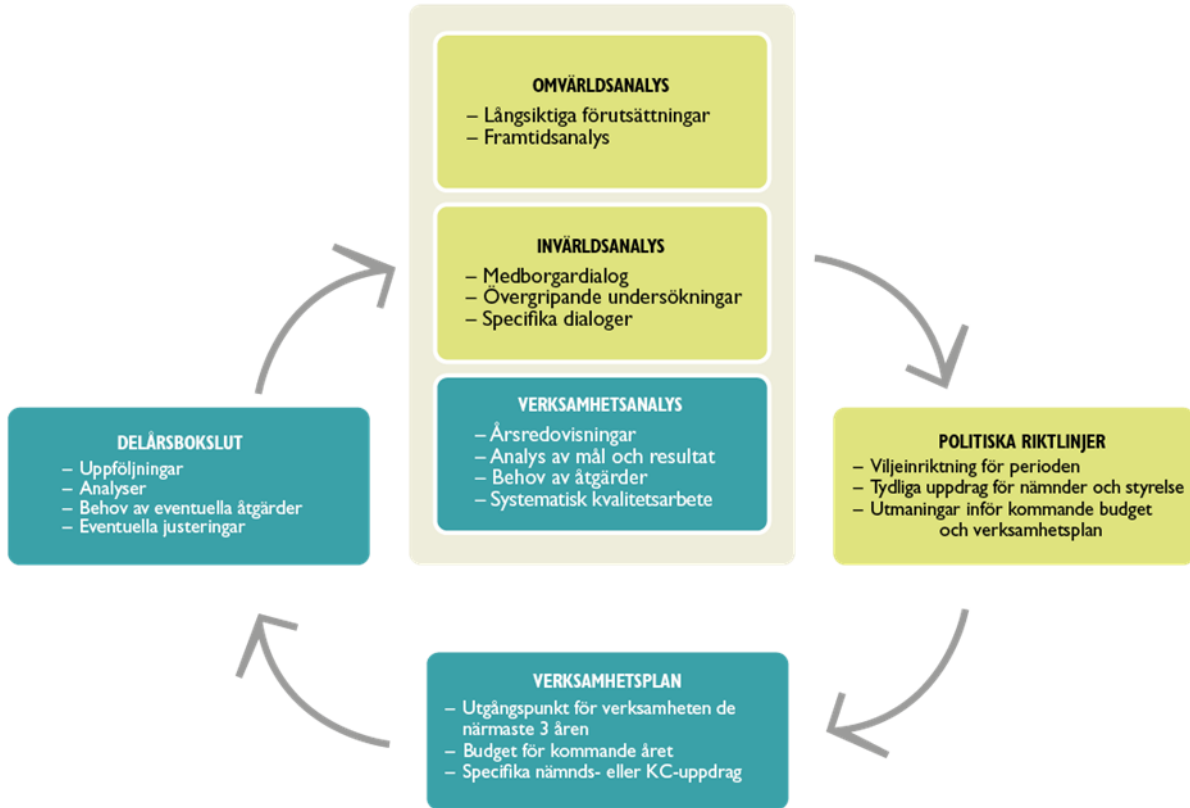 OMVÄRLDSANALYS
– Långsiktiga förutsättningar
– Framtidsanalys
INVÄRLDSANALYS
– Medborgardialog
– Övergripande undersökningar
– Specifika dialoger
VERKSAMHETSANALYS
– Årsredovisningar
– Analys av mål och resultat
– Behov av åtgärder
– Systematisk kvalitetsarbete
POLITISKA RIKTLINJER
– Viljeinriktning för perioden
– Tydliga uppdrag för nämnder och styrelse
– Utmaningar inför kommande budget
och verksamhetsplan
VERKSAMHETSPLAN
– Utgångspunkt för verksamheten de
närmaste 3 åren
– Budget för kommande året
– Specifika nämnds- eller KC-uppdrag
DELÅRSBOKSLUT
– Uppföljningar
– Analyser
– Behov av eventuella åtgärder
– Eventuella justeringar